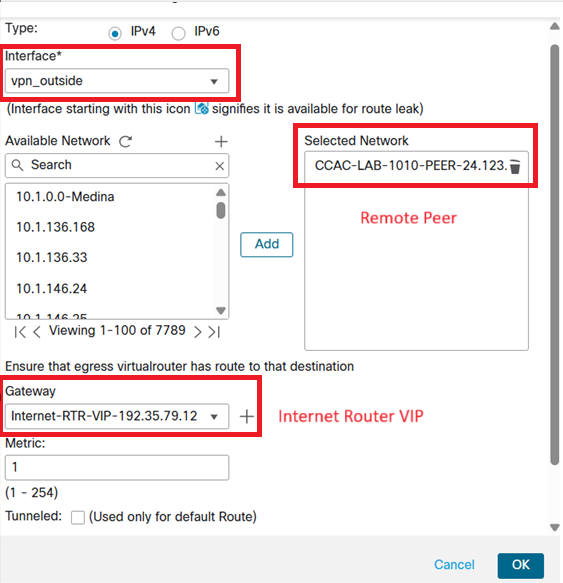 Type:
IPv4
IPv6
Interface*
vpn_outside
(Interface starting with this icon signifies it is available for route leak)
Available Network
Search
10.1.0.0-Medina
10.1.136.168
10.1.136.33
10.1.146.24
10.1.146.25
Viewing 1-100 of 7789
Add
Selected Network
CCAC-LAB-1010-PEER-24.123.
Remote Peer
Ensure that egress virtualrouter has route to that destination
Gateway
Internet-RTR-VIP-192.35.79.12
Internet Router VIP
Metric:
1
(1 - 254)
Tunneled:
(Used only for default Route)
Cancel
OK